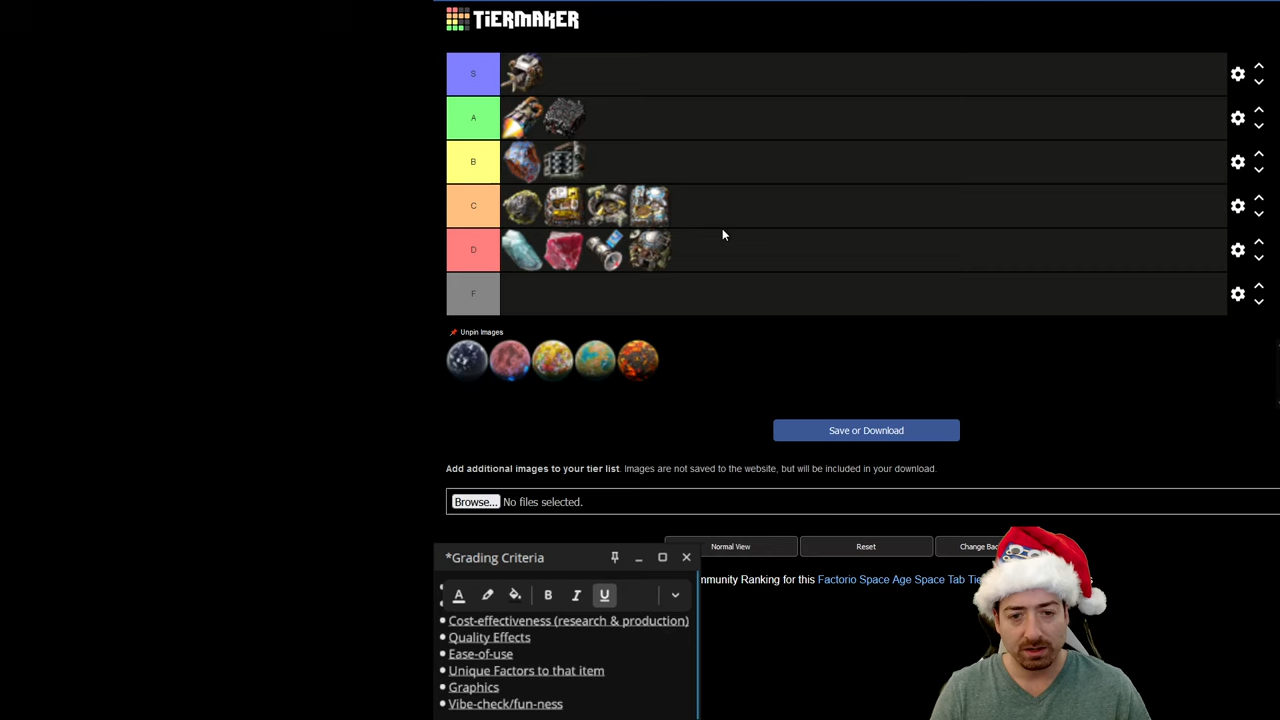 TiERMAKER
S
A
B
C
D
F
Unpin Images
Save or Download
Add additional images to your tier list. Images are not saved to the website, but will be included in your download.
Browse... No files selected.
*Grading Criteria
Normal View
Reset
Change Bac
mmunity Ranking for this Factorio Space Age Space Tab Tie
A B I U
Cost-effectiveness (research & production)
Quality Effects
Ease-of-use
Unique Factors to that item
Graphics
Vibe-check/fun-ness